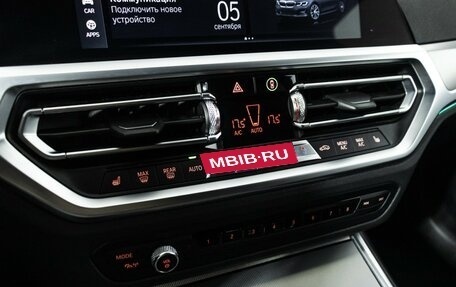 CAR
APPS
Коммуникация
Подключить новое
устройство
05
сентября
17.5°
17.5°
A/C
AUTO
MAX
REAR
AUTO
MBIB·RU
MENU
A/C
MAX
A/C
MODE